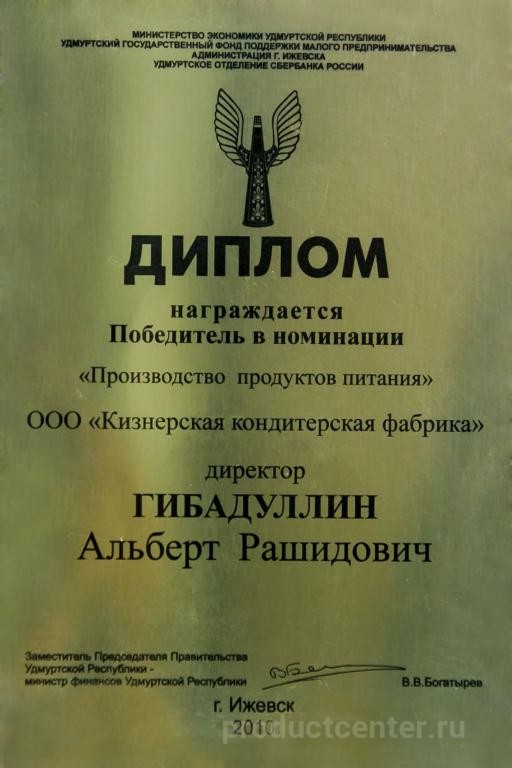 МИНИСТЕРСТВО ЭКОНОМИКИ УДМУРТСКОЙ РЕСПУБЛИКИ
УДМУРТСКИЙ ГОСУДАРСТВЕННЫЙ ФОНД ПОДДЕРЖКИ МАЛОГО ПРЕДПРИНИМАТЕЛЬСТВА
АДМИНИСТРАЦИЯ Г. ИЖЕВСКА
УДМУРТСКОЕ ОТДЕЛЕНИЕ СБЕРБАНКА РОССИИ
ДИПЛОМ
награждается
Победитель в номинации
«Производство продуктов питания»
ООО «Кизнерская кондитерская фабрика»
директор
ГИБАДУЛЛИН
Альберт Рашидович
Заместитель Председателя Правительства
Удмуртской Республики -
министр финансов Удмуртской Республики
В.В.Богатырев
г. Ижевск
2010
productcenter.ru